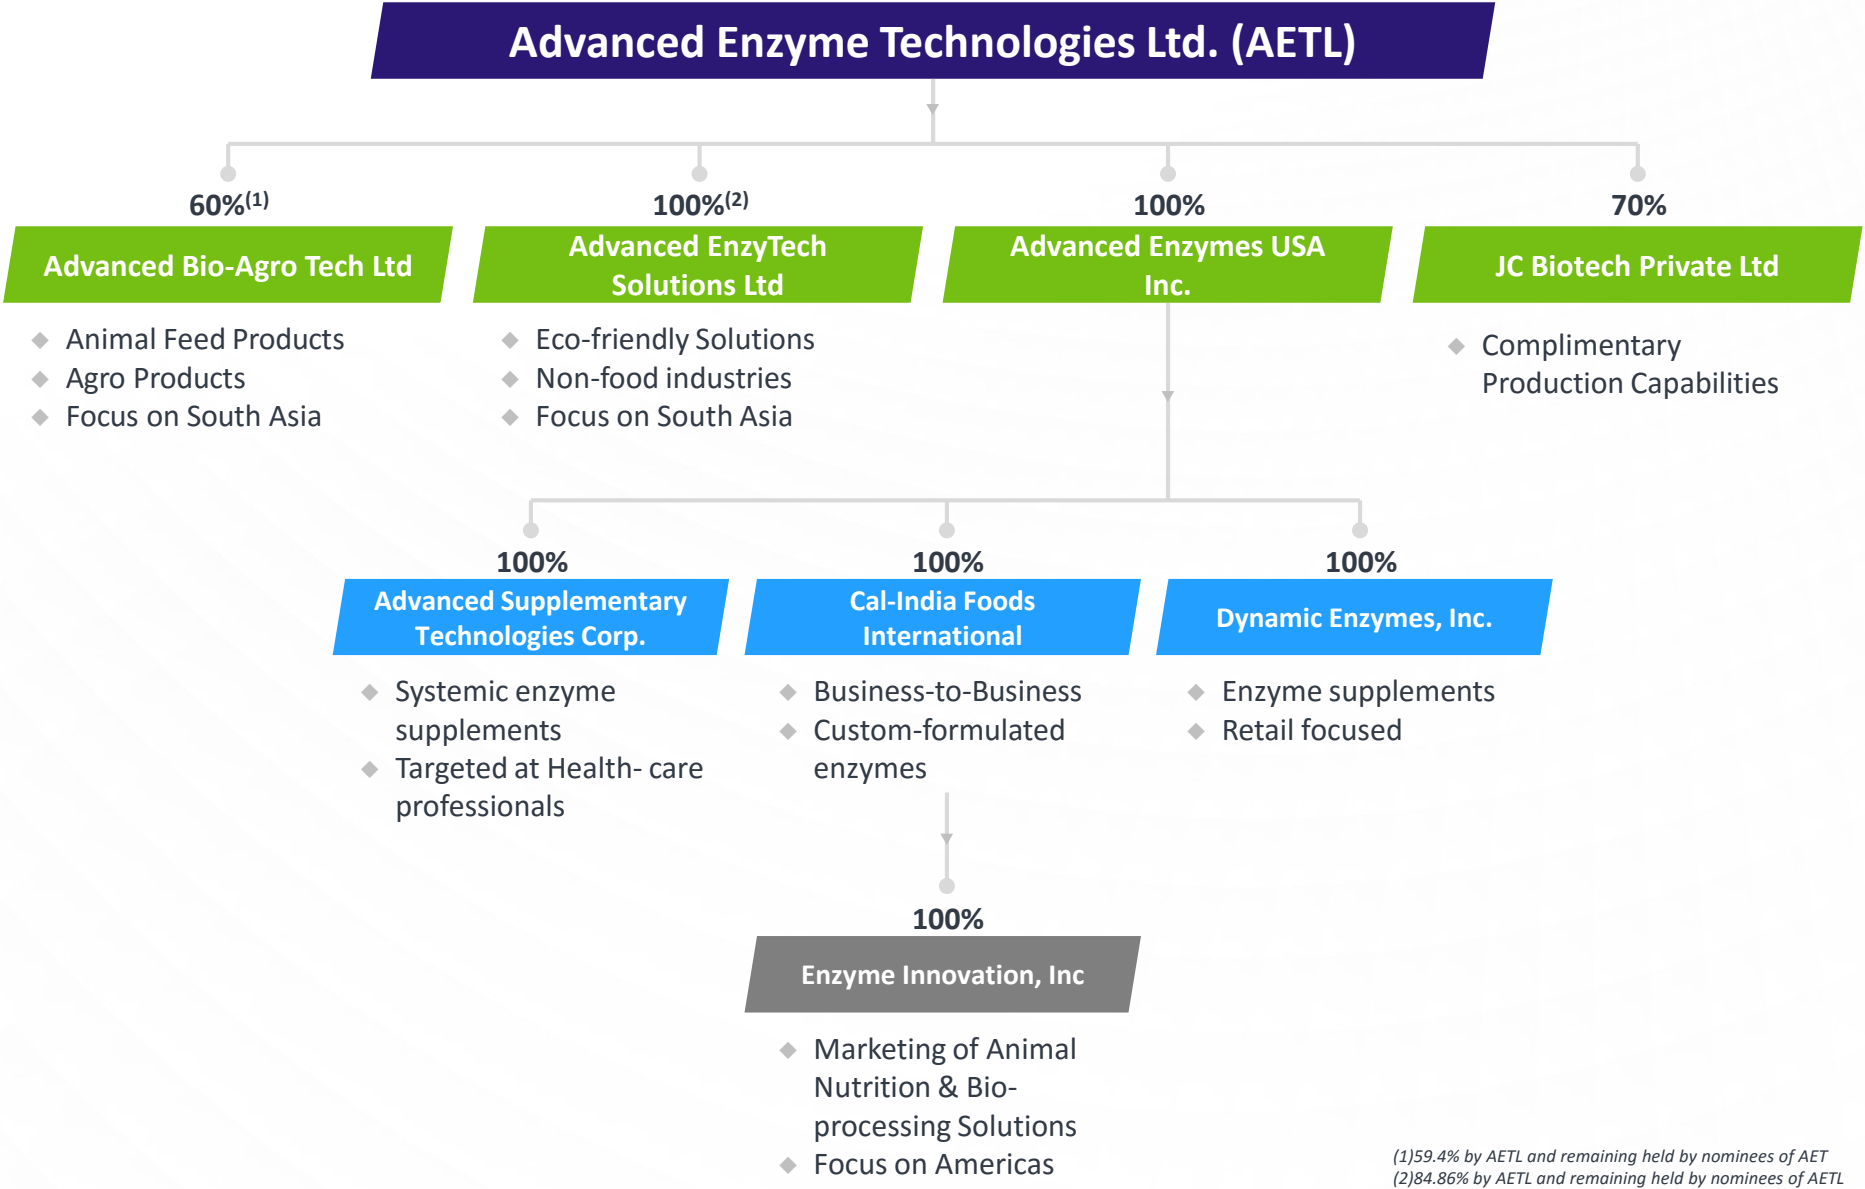 Advanced Enzyme Technologies Ltd. (AETL)
60%(1)
Advanced Bio-Agro Tech Ltd
Animal Feed Products
Agro Products
Focus on South Asia
100%(2)
Advanced EnzyTech
Solutions Ltd
Eco-friendly Solutions
Non-food industries
Focus on South Asia
100%
Advanced Enzymes USA
Inc.
70%
JC Biotech Private Ltd
Complimentary
Production Capabilities
100%
Advanced Supplementary
Technologies Corp.
Systemic enzyme
supplements
Targeted at Health- care
professionals
100%
Cal-India Foods
International
Business-to-Business
Custom-formulated
enzymes
100%
Dynamic Enzymes, Inc.
Enzyme supplements
Retail focused
100%
Enzyme Innovation, Inc
Marketing of Animal
Nutrition & Bio-
processing Solutions
Focus on Americas
(1)59.4% by AETL and remaining held by nominees of AET
(2)84.86% by AETL and remaining held by nominees of AETL